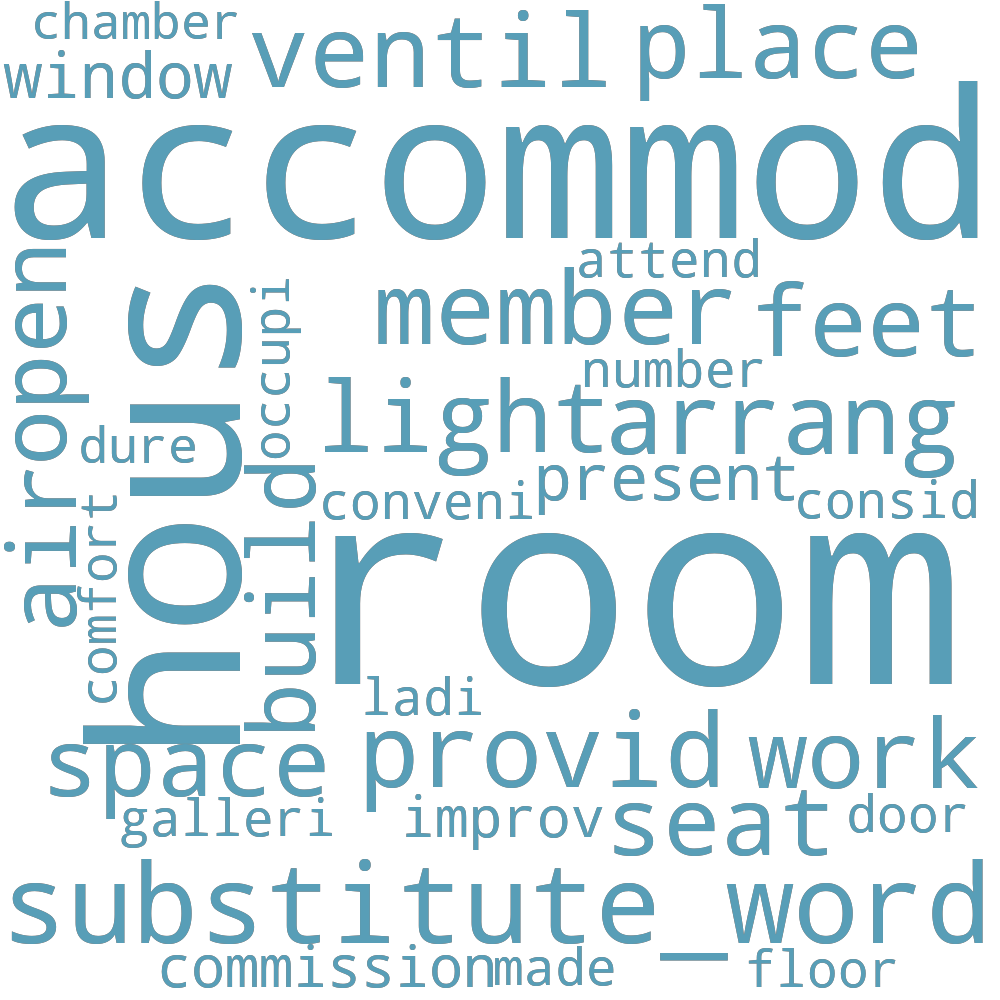 chamber
ventil
place
window
accommod
attend
open
hous
occupi
member
feet
number
light
arrang
dure
present
conveni
consid
air
comfort
build
room
ladi
space
provid
work
galleri
improv
seat
door
substitute_word
commission
made
floor